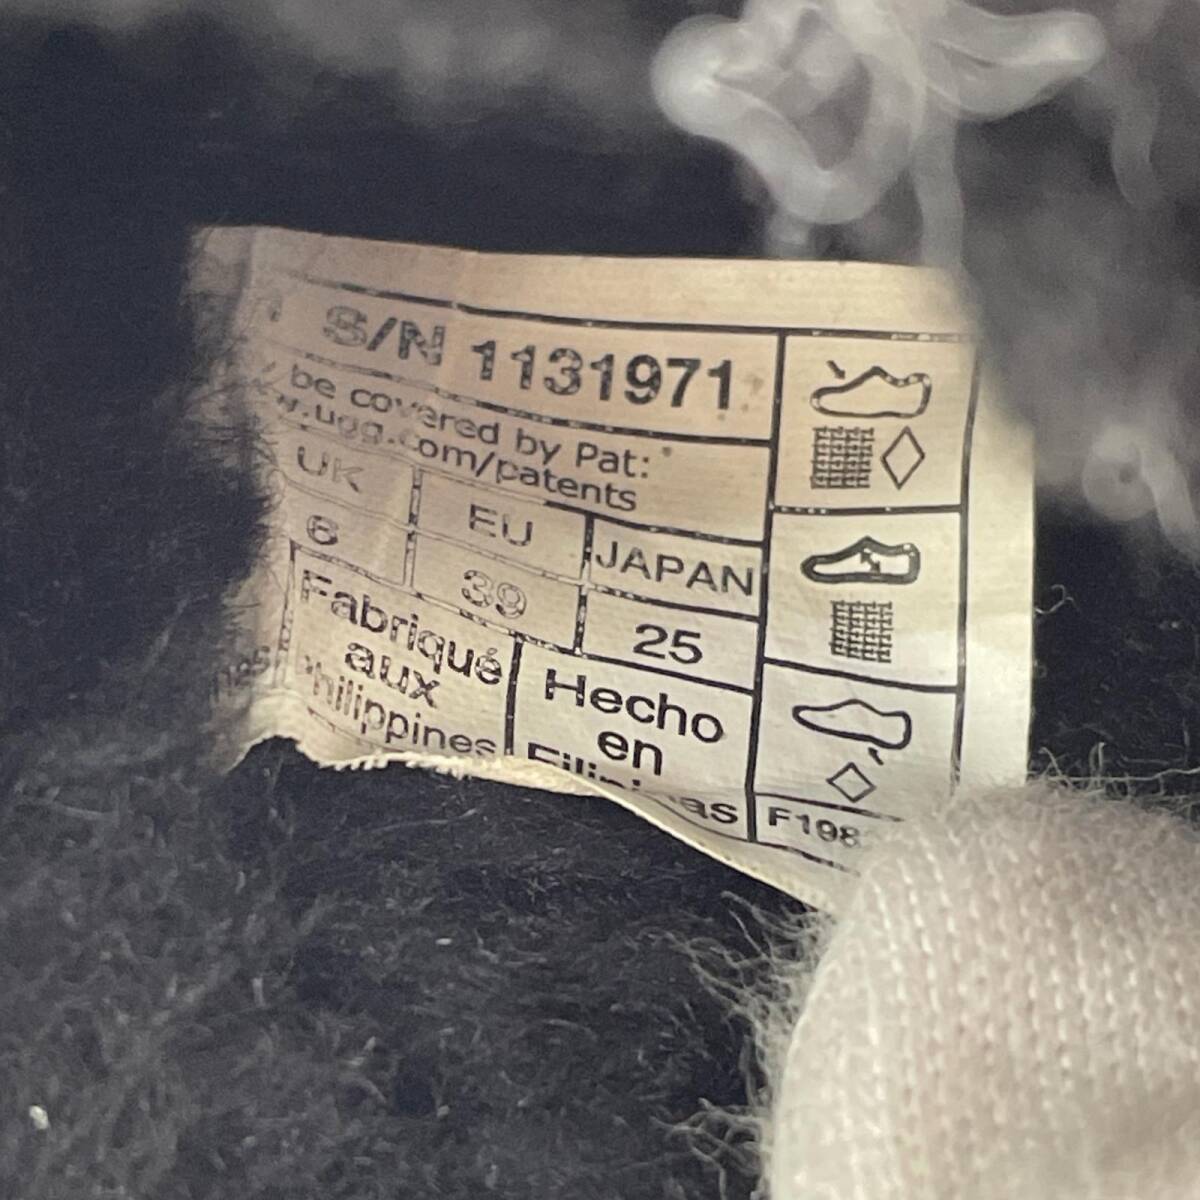 S/N 1131971
be covered by Pat:
w.ugg.com/patents
UK EU JAPAN
6 39 25
Fabriqué
aux
Philippines
Hecho
en
Filipinas